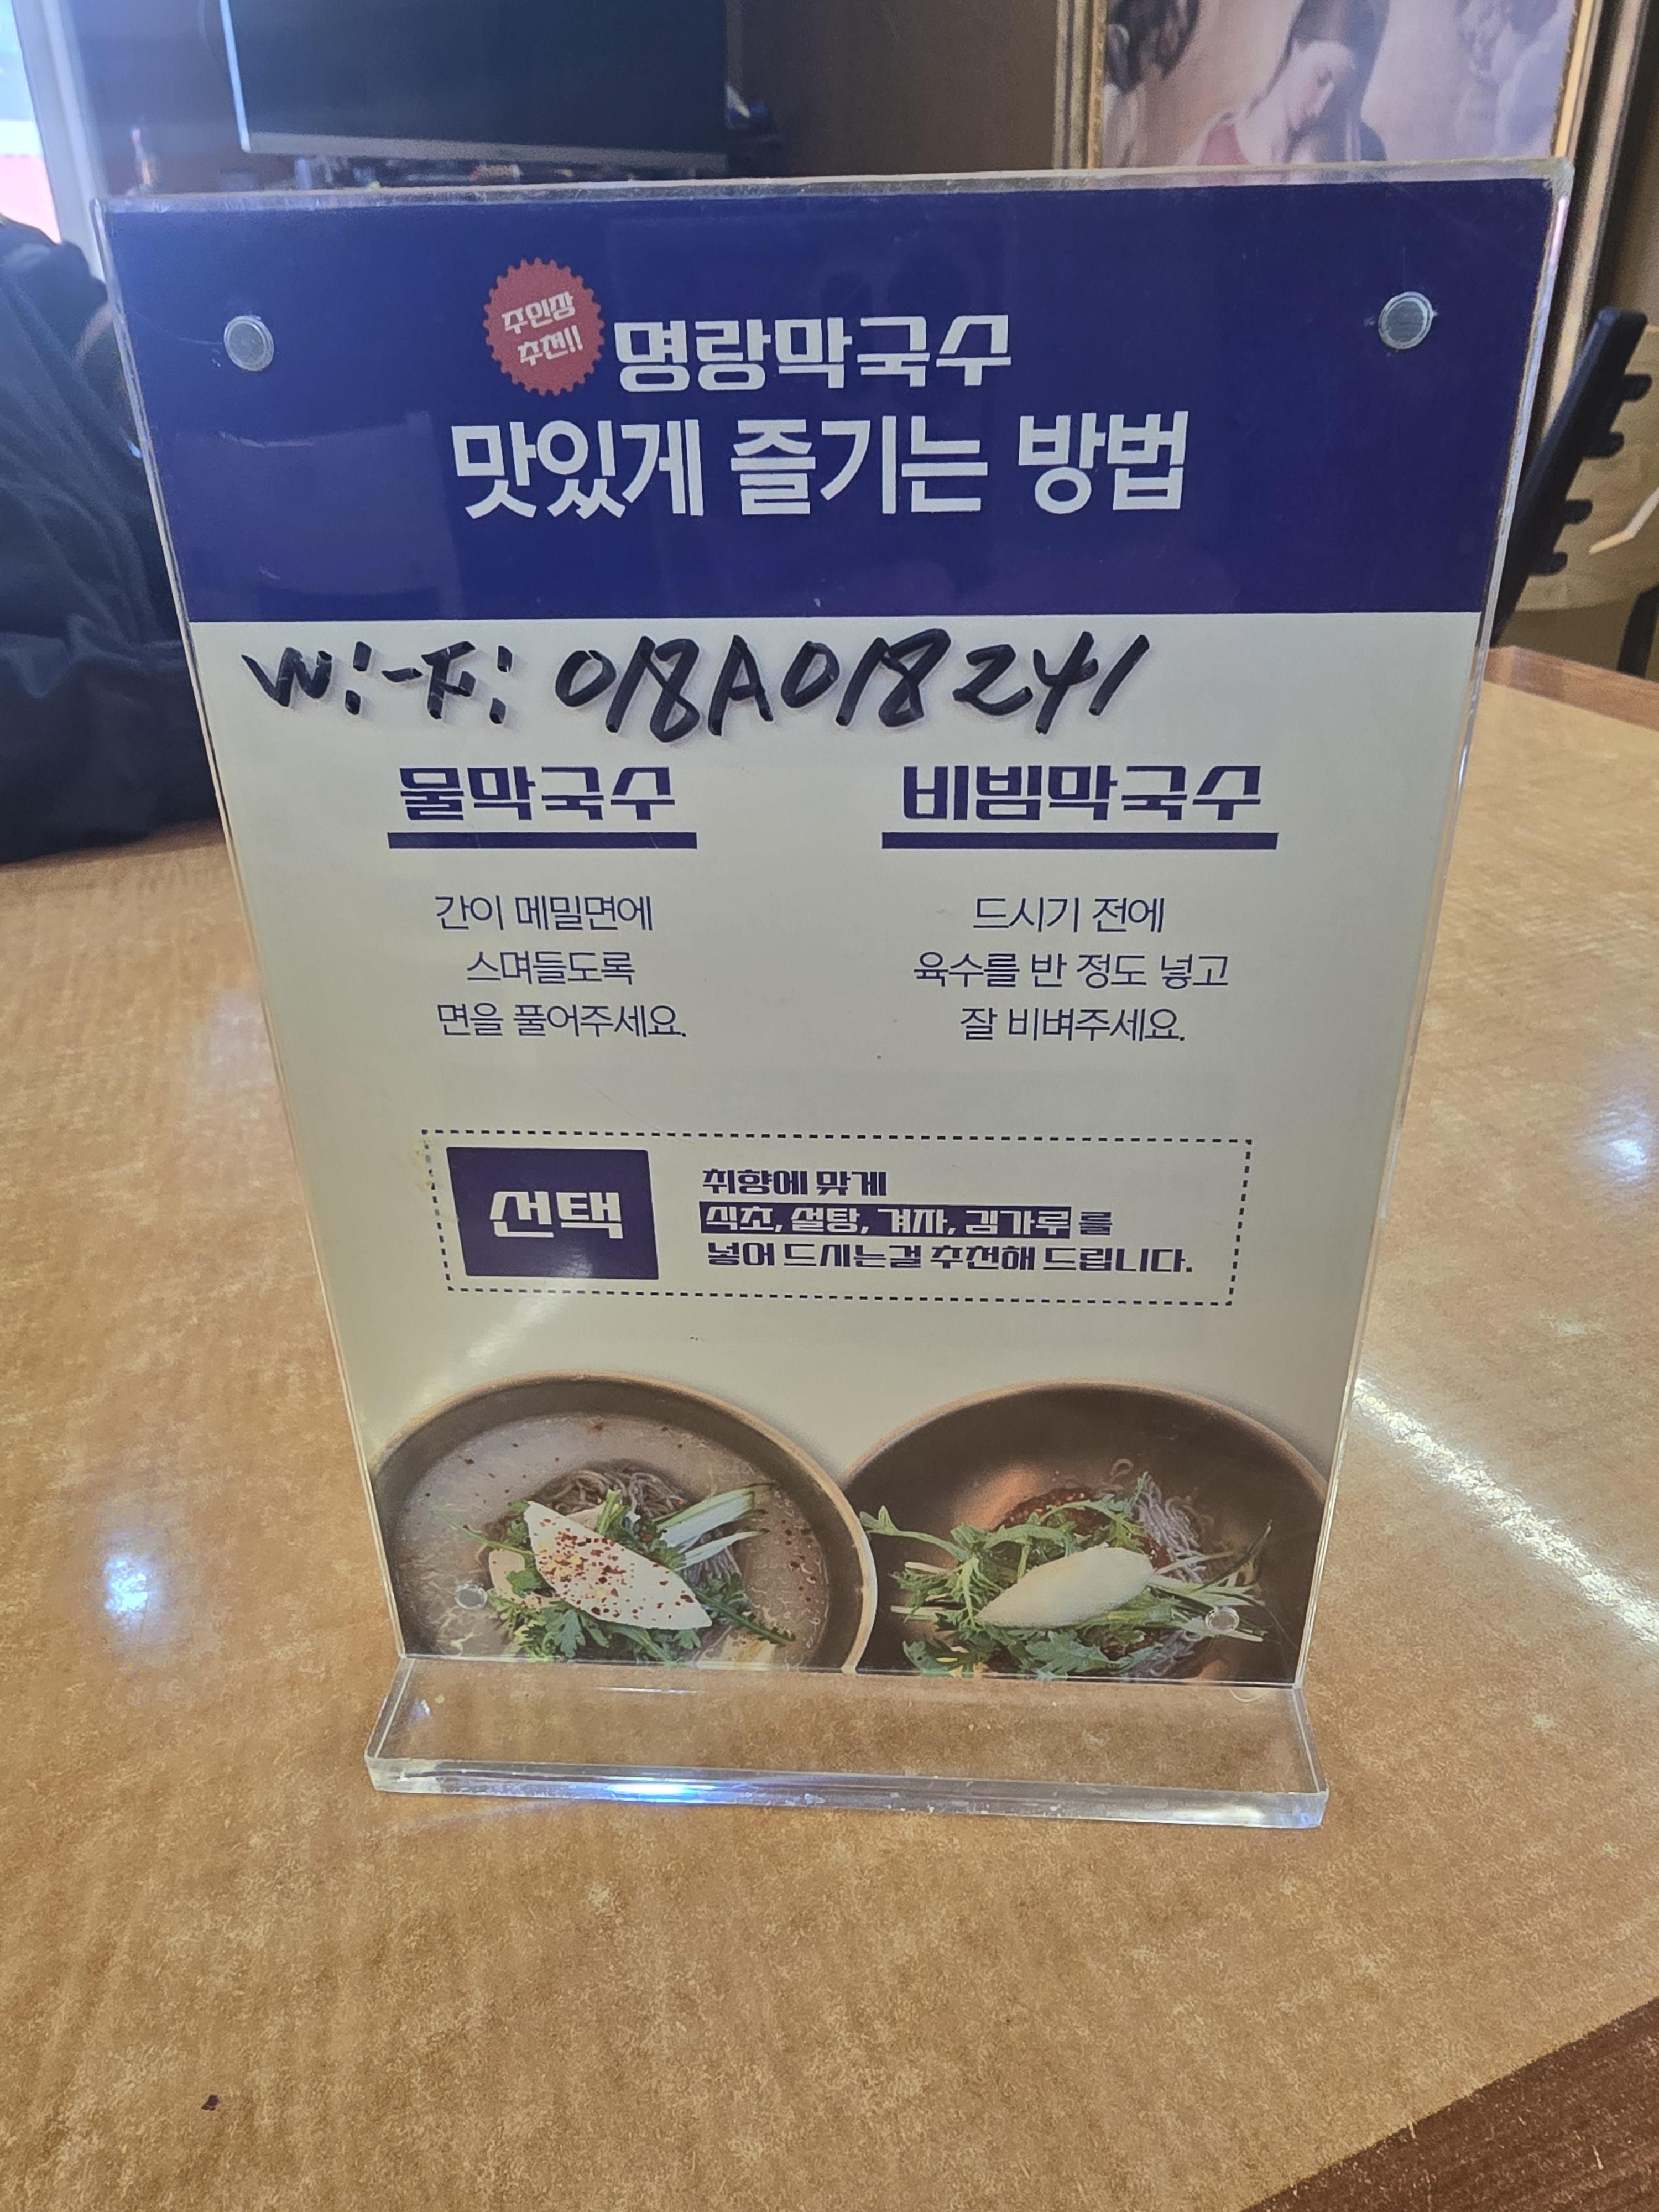 주인장
추천!!
명랑막국수
맛있게 즐기는 방법
Wi-Fi: 018A018241
물막국수
간이 메밀면에
스며들도록
면을 풀어주세요.
비빔막국수
드시기 전에
육수를 반 정도 넣고
잘 비벼주세요.
선택
취향에 맞게
식초, 설탕, 겨자, 김가루를
넣어 드시는걸 추천해 드립니다.